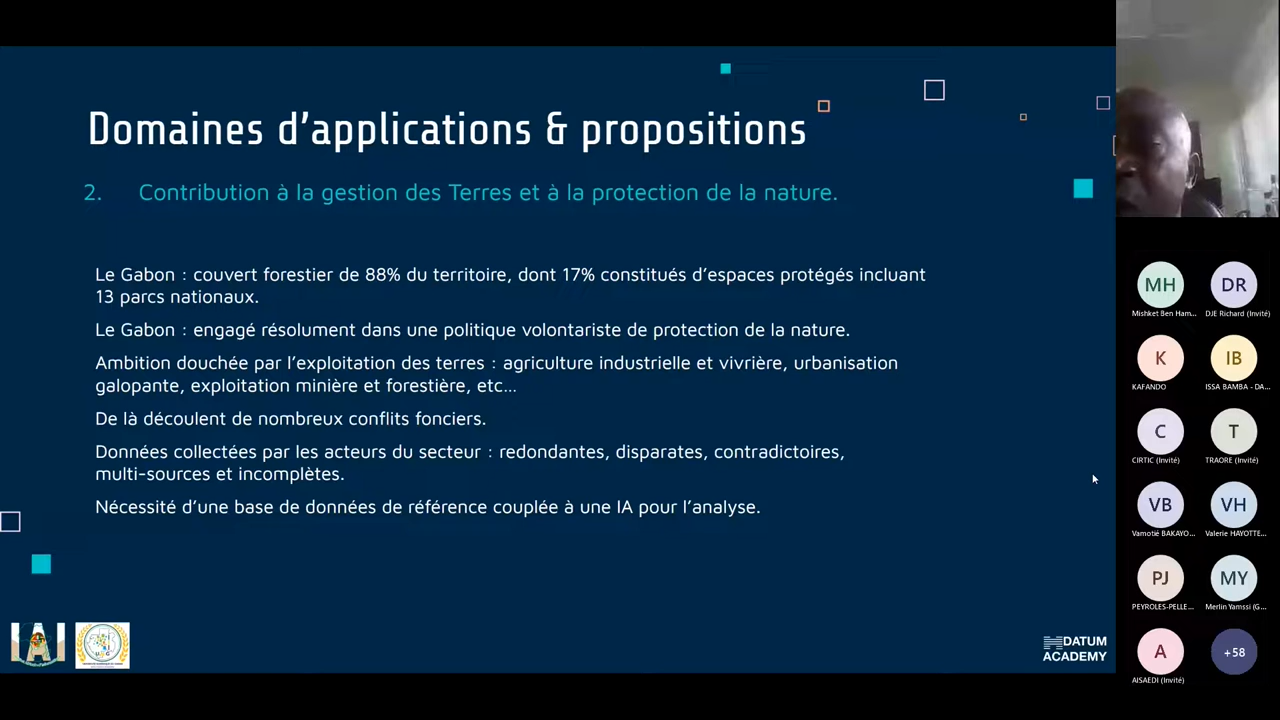 Domaines d’applications & propositions
2. Contribution à la gestion des Terres et à la protection de la nature.
Le Gabon : couvert forestier de 88% du territoire, dont 17% constitués d’espaces protégés incluant
13 parcs nationaux.
Le Gabon : engagé résolument dans une politique volontariste de protection de la nature.
Ambition douchée par l’exploitation des terres : agriculture industrielle et vivrière, urbanisation
galopante, exploitation minière et forestière, etc...
De là découlent de nombreux conflits fonciers.
Données collectées par les acteurs du secteur : redondantes, disparates, contradictoires,
multi-sources et incomplètes.
Nécessité d’une base de données de référence couplée à une IA pour l’analyse.
IAI
DATUM
ACADEMY
MH DR
Mishket Ben Ham... DJE Richard (Invité)
K IB
KAFANDO ISSA BAMBA - DA...
C T
CIRTIC (Invité) TRAORE (Invité)
VB VH
Vamotié BAKAYO... Valerie HAYOTTE...
PJ MY
PEYROLES-PELLE... Merlin Yamssi (G...
A +58
AISAEDI (Invité)